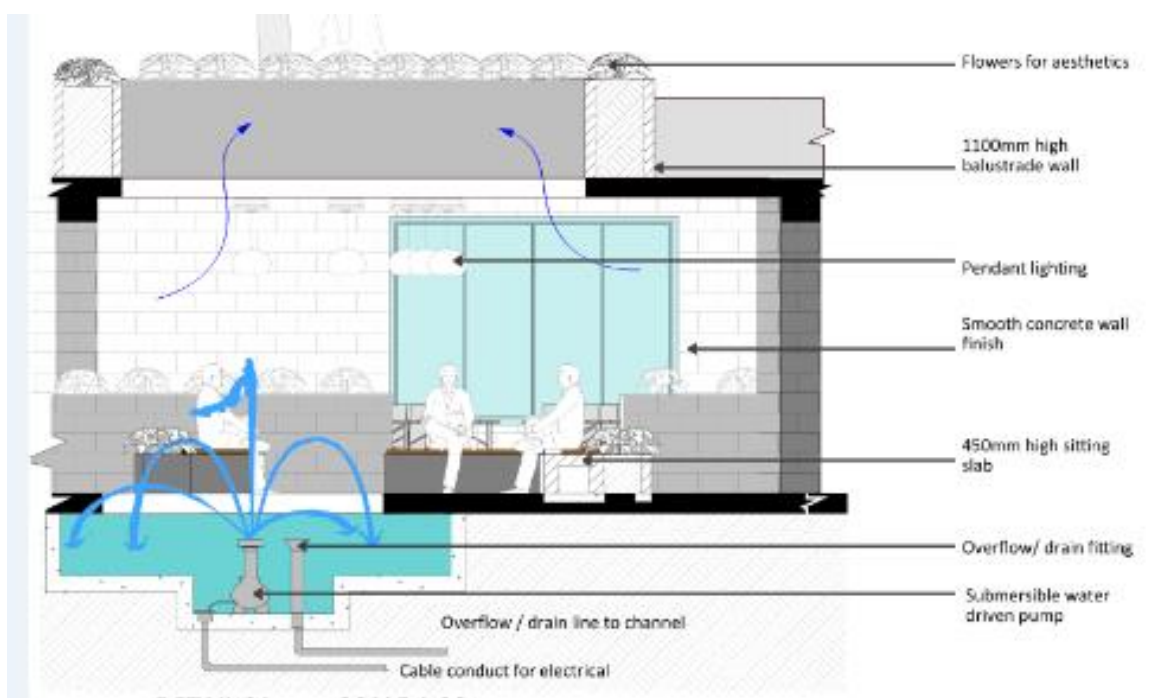 Flowers for aesthetics
1100mm high
balustrade wall
Pendant lighting
Smooth concrete wall
finish
450mm high sitting
slab
Overflow/ drain fitting
Submersible water
driven pump
Overflow / drain line to channel
Cable conduct for electrical